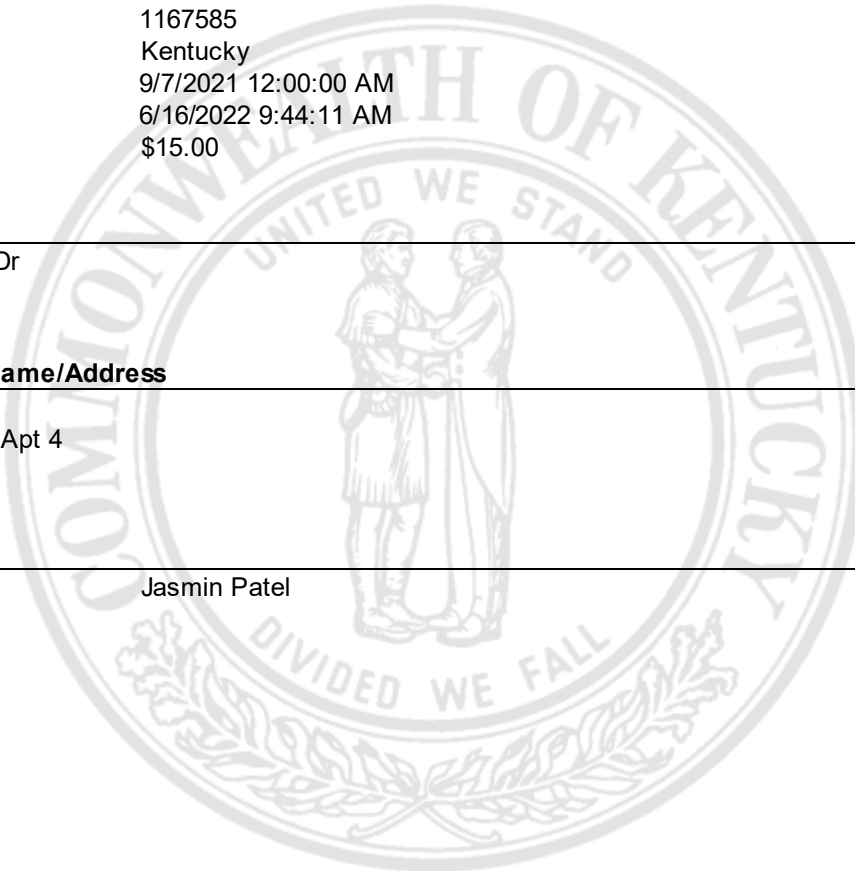 1167585
Kentucky
9/7/2021 12:00:00 AM
6/16/2022 9:44:11 AM
$15.00
COMMONWEALTH OF KENTUCKY
UNITED WE STAND
Dr
ame/Address
Apt 4
Jasmin Patel
DIVIDED WE FALL